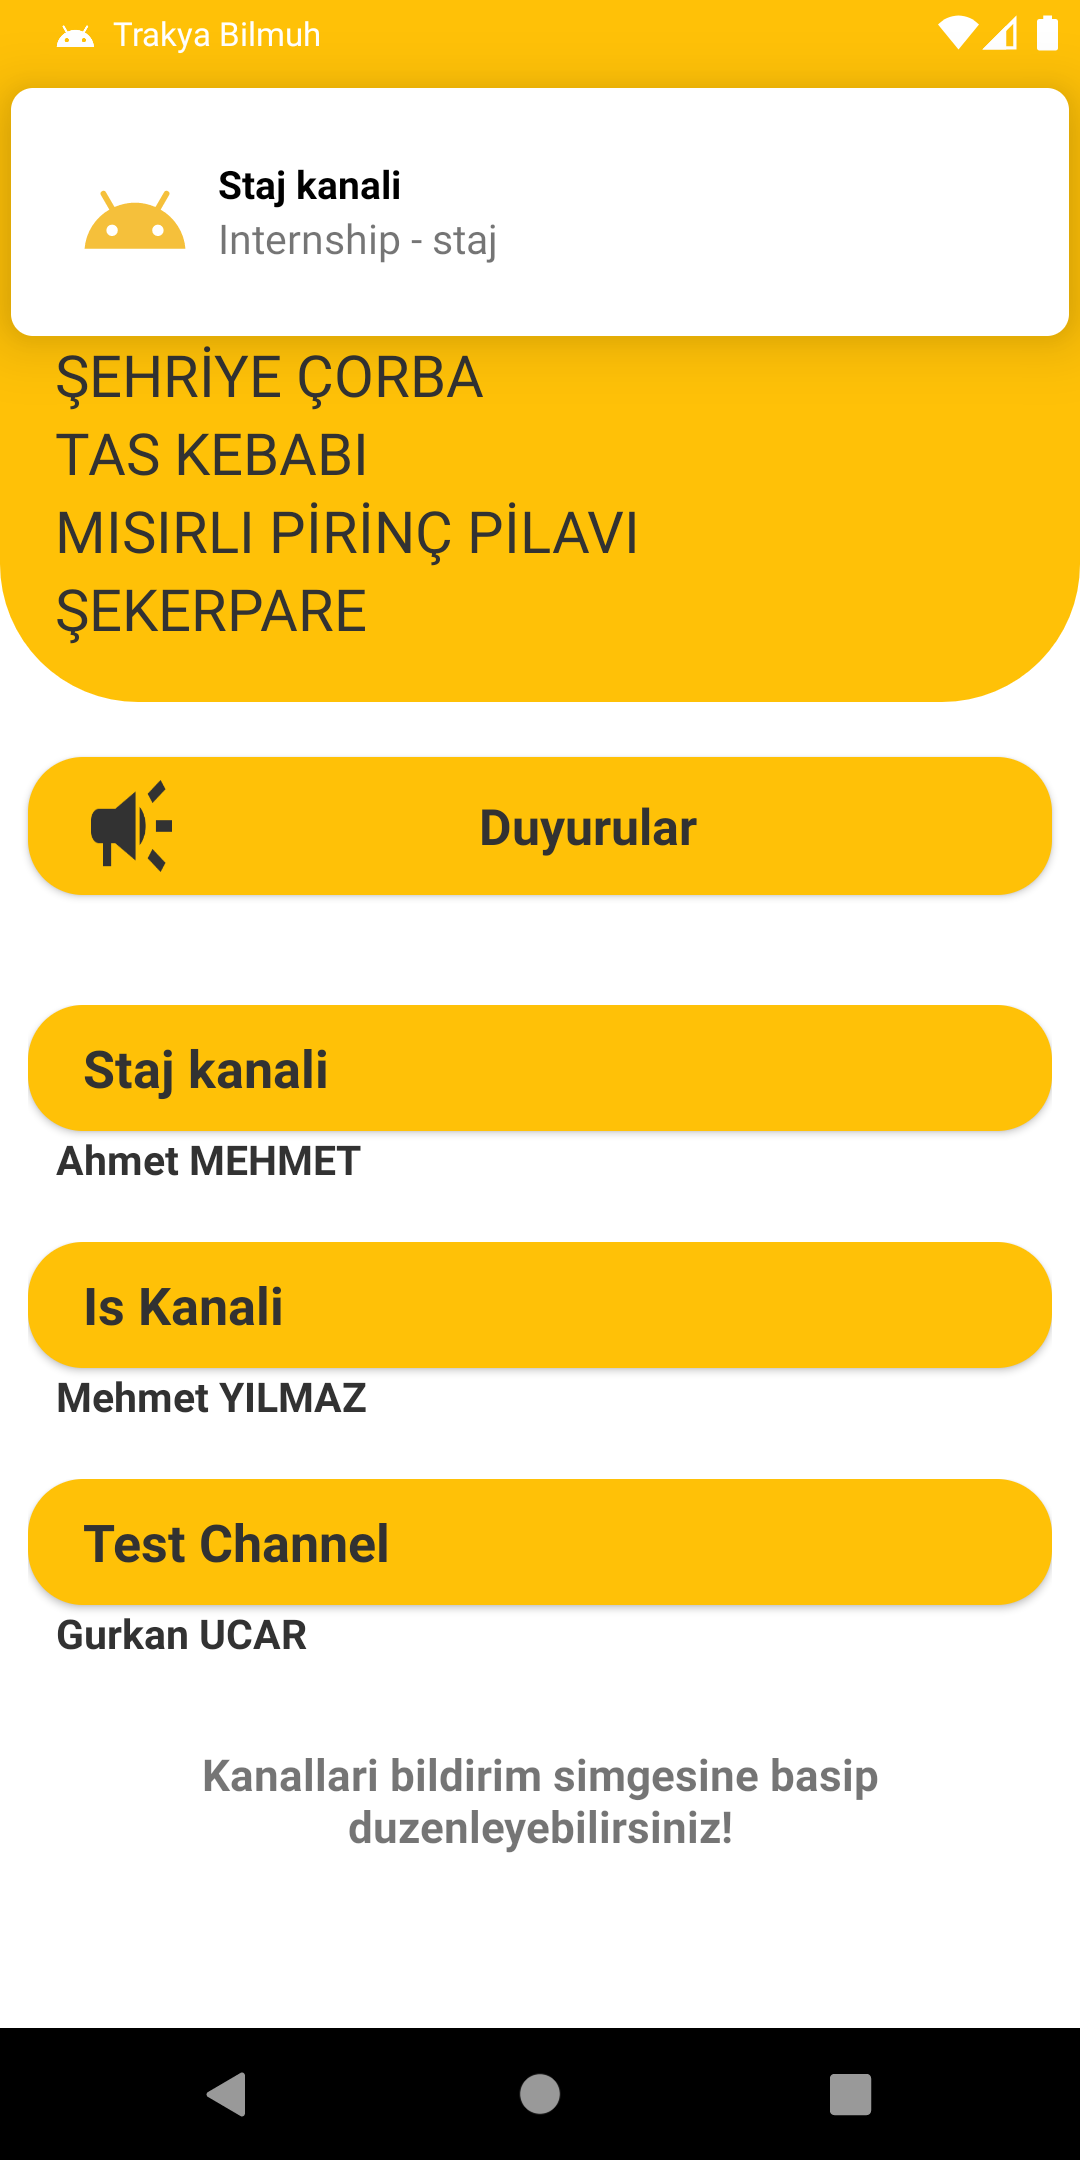 Trakya Bilmuh
Staj kanali
Internship - staj
ŞEHRİYE ÇORBA
TAS KEBABI
MISIRLI PİRİNÇ PİLAVI
ŞEKERPARE
Duyurular
Staj kanali
Ahmet MEHMET
Is Kanali
Mehmet YILMAZ
Test Channel
Gurkan UCAR
Kanallari bildirim simgesine basip
duzenleyebilirsiniz!